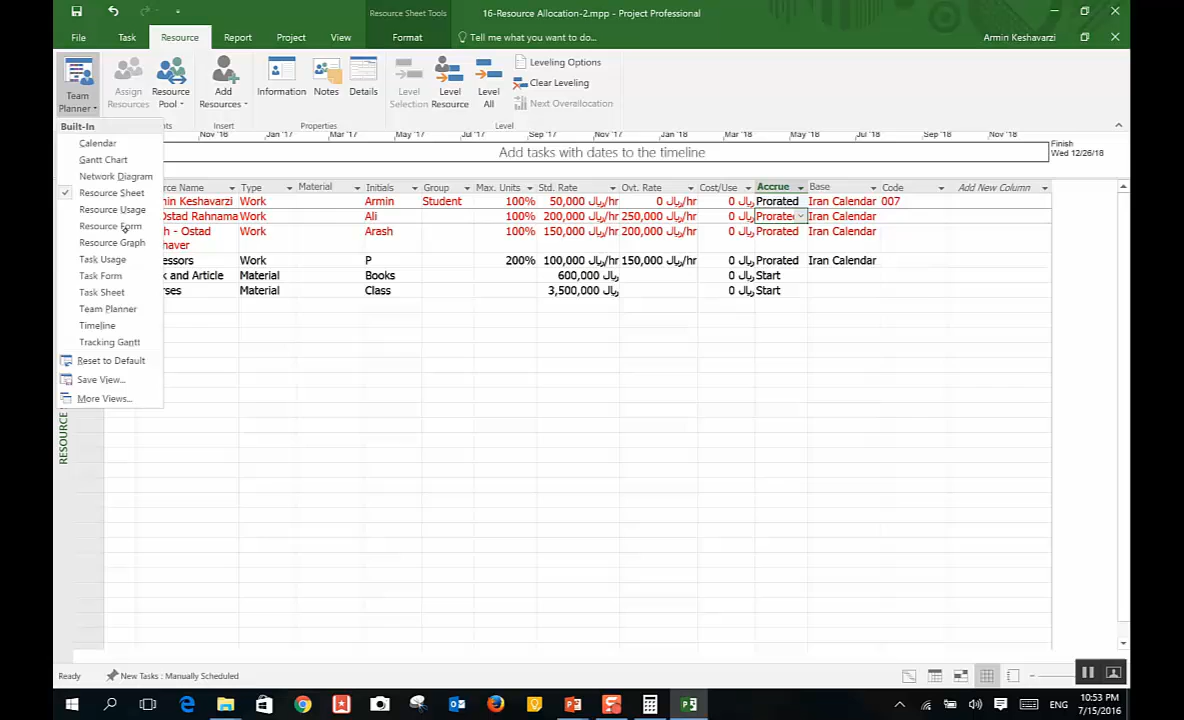 Resource Sheet Tools
16-Resource Allocation-2.mpp - Project Professional
File Task Resource Report Project View Format Tell me what you want to do...
Armin Keshavarzi
Team Planner
Assign Resources
Resource Pool
Add Resources
Information
Notes
Details
Level Selection
Level Resource
Level All
Leveling Options
Clear Leveling
Next Overallocation
Insert
Properties
Level
Built-In
Calendar
Gantt Chart
Network Diagram
Resource Sheet
Resource Usage
Resource Form
Resource Graph
Task Usage
Task Form
Task Sheet
Team Planner
Timeline
Tracking Gantt
Reset to Default
Save View...
More Views...
Nov '16 Jan '17 Mar '17 May '17 Jul '17 Sep '17 Nov '17 Jan '18 Mar '18 May '18 Jul '18 Sep '18 Nov '18
Add tasks with dates to the timeline
Finish
Wed 12/26/18
Name Type Material Initials Group Max. Units Std. Rate Ovt. Rate Cost/Use Accrue Base Code Add New Column
Keshavarzi Work Armin Student 100% 50,000 ریال/hr 0 ریال/hr 0 ریال Prorated Iran Calendar 007
Ostad Rahnama Work Ali 100% 200,000 ریال/hr 250,000 ریال/hr 0 ریال Prorated Iran Calendar
- Ostad Work Arash 100% 150,000 ریال/hr 200,000 ریال/hr 0 ریال Prorated Iran Calendar
Work P 200% 100,000 ریال/hr 150,000 ریال/hr 0 ریال Prorated Iran Calendar
and Article Material Books 600,000 ریال 0 ریال Start
Material Class 3,500,000 ریال 0 ریال Start
RESOURCE
Ready New Tasks : Manually Scheduled
ENG
10:53 PM
7/15/2016